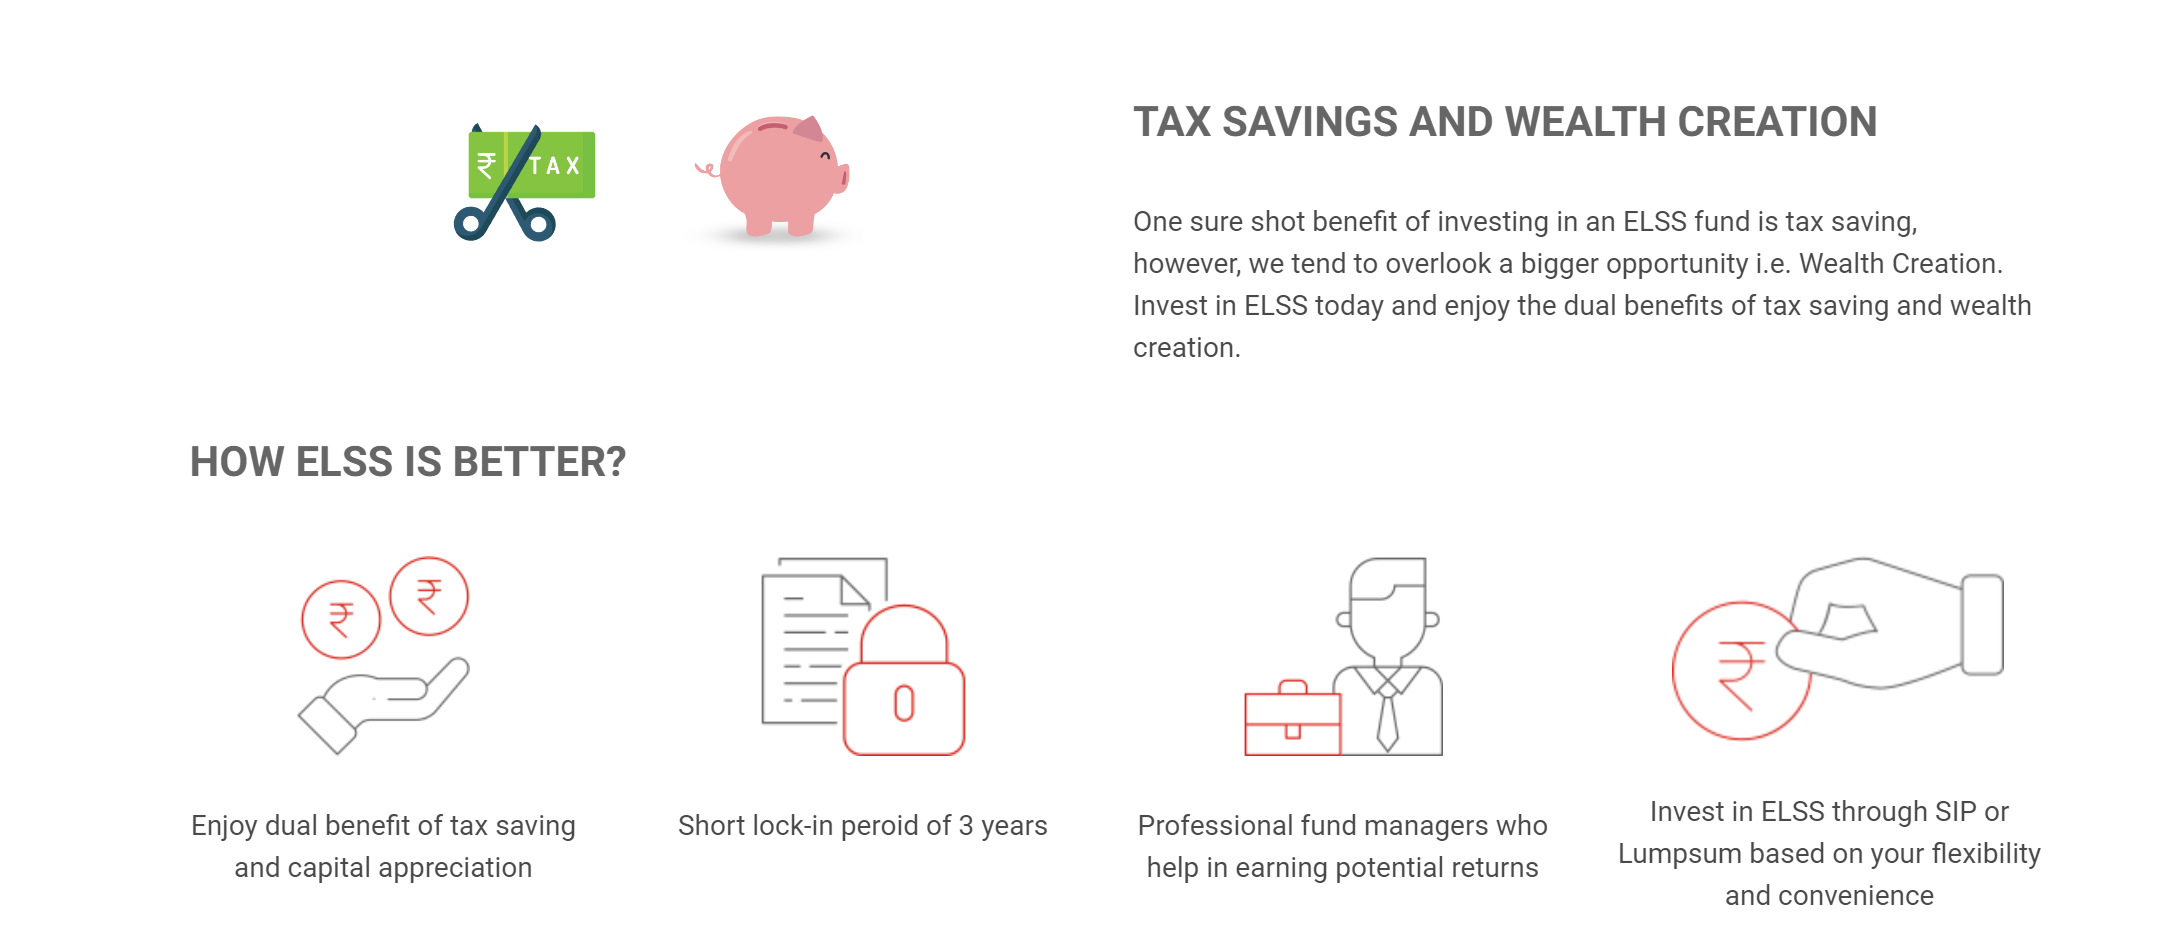 ₹ TAX
TAX SAVINGS AND WEALTH CREATION
One sure shot benefit of investing in an ELSS fund is tax saving,
however, we tend to overlook a bigger opportunity i.e. Wealth Creation.
Invest in ELSS today and enjoy the dual benefits of tax saving and wealth
creation.
HOW ELSS IS BETTER?
₹ ₹
₹
Enjoy dual benefit of tax saving
and capital appreciation
Short lock-in peroid of 3 years
Professional fund managers who
help in earning potential returns
Invest in ELSS through SIP or
Lumpsum based on your flexibility
and convenience